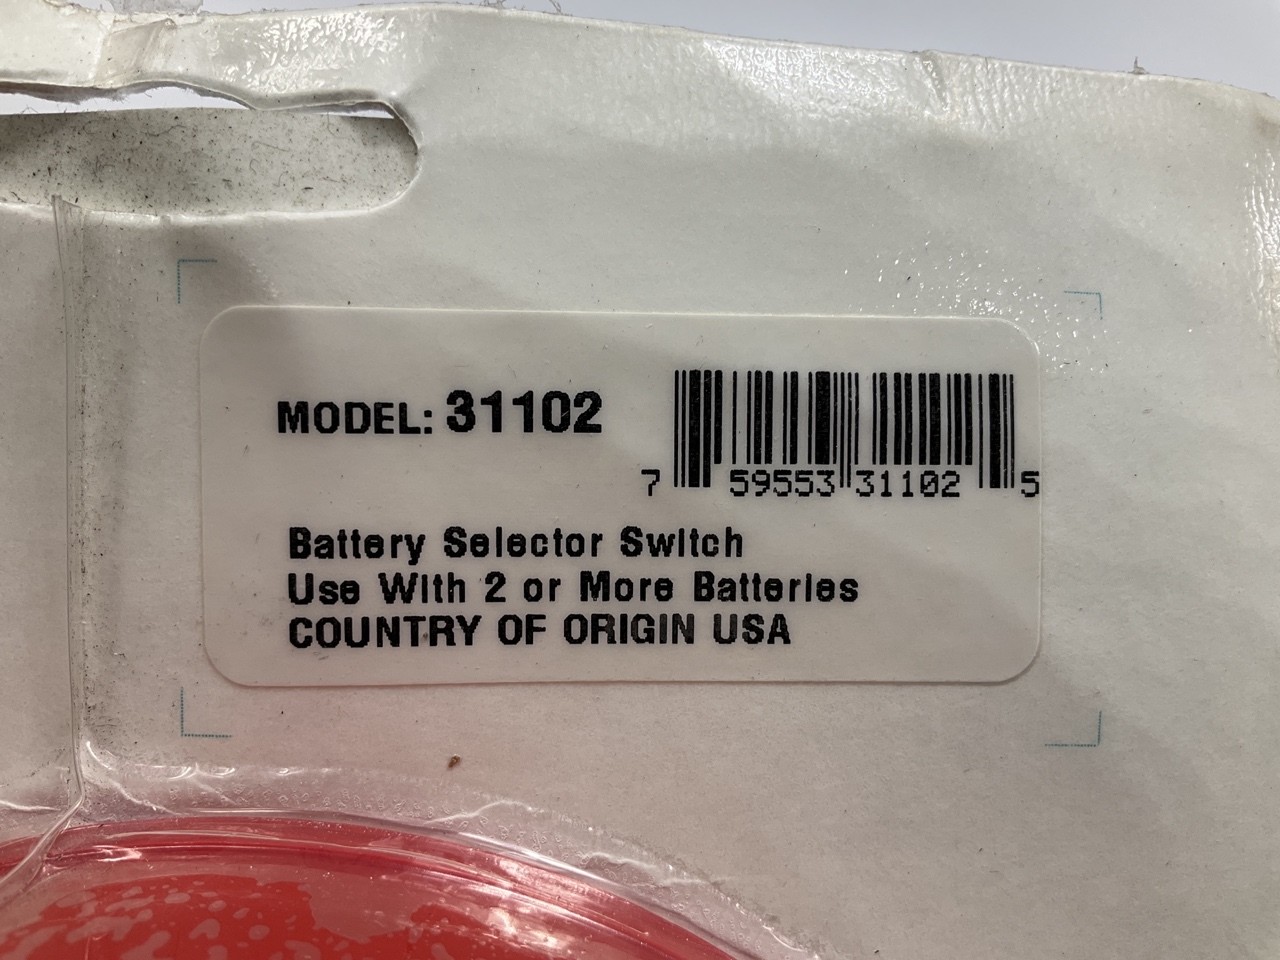 MODEL: 31102
7 59553 31102 5
Battery Selector Switch
Use With 2 or More Batteries
COUNTRY OF ORIGIN USA